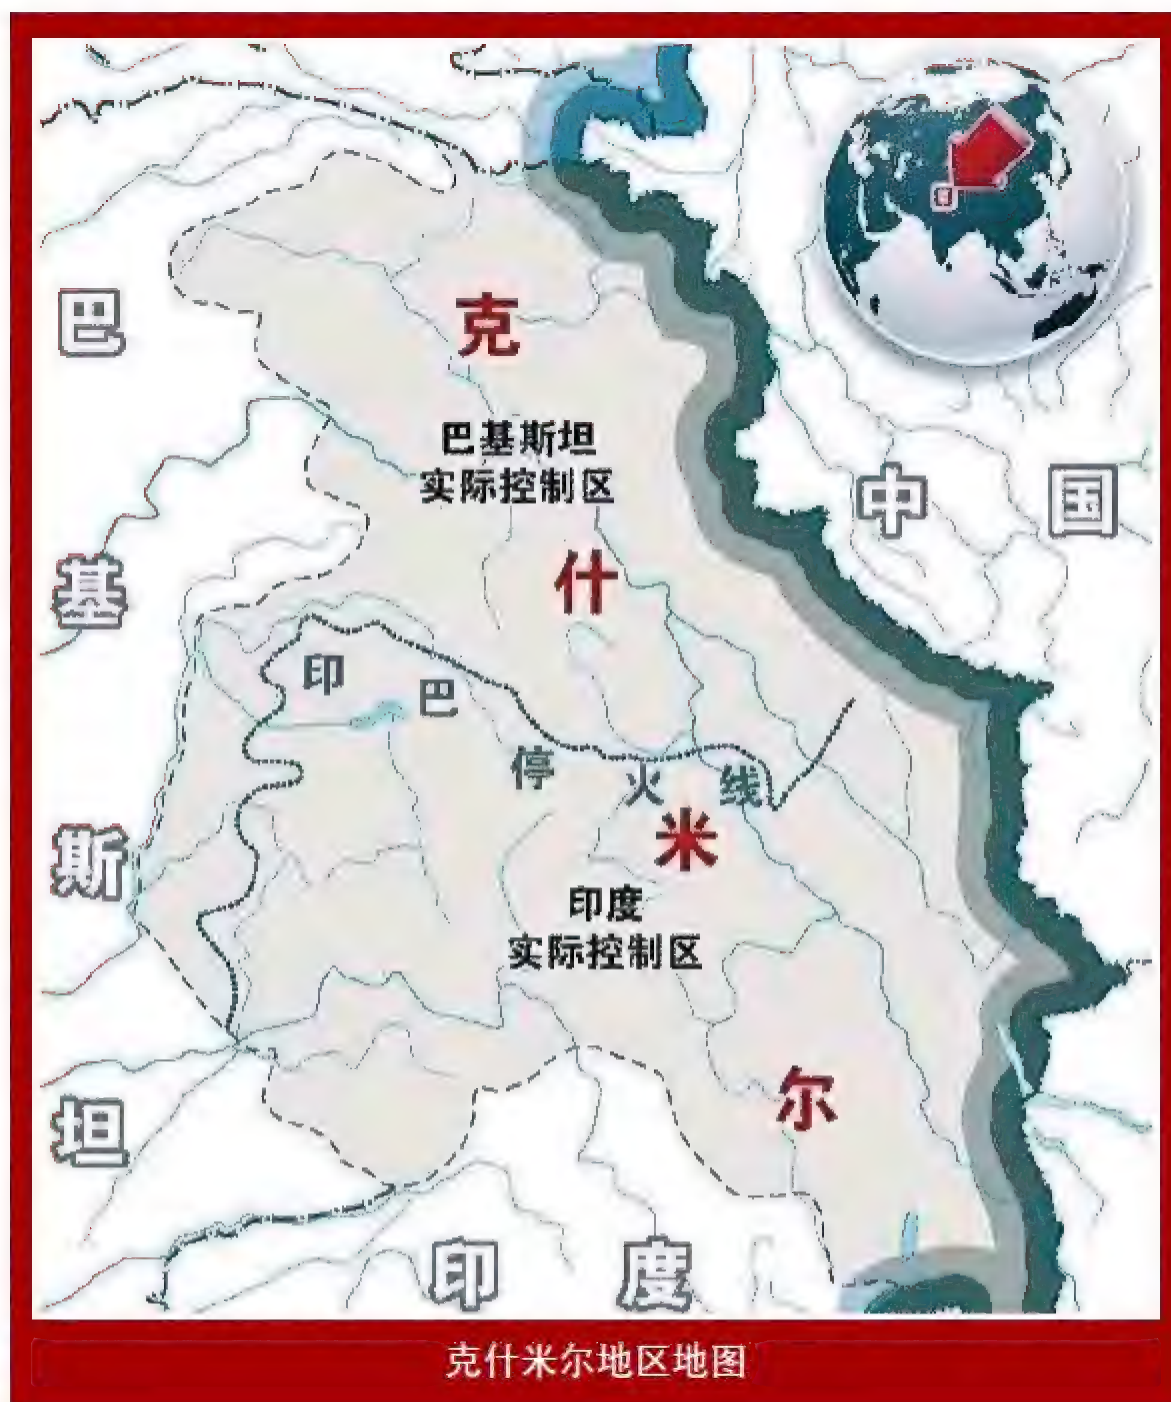 克什米尔
巴基斯坦
实际控制区
印巴停火线
印度
实际控制区
巴基斯坦
中国
印度
克什米尔地区地图